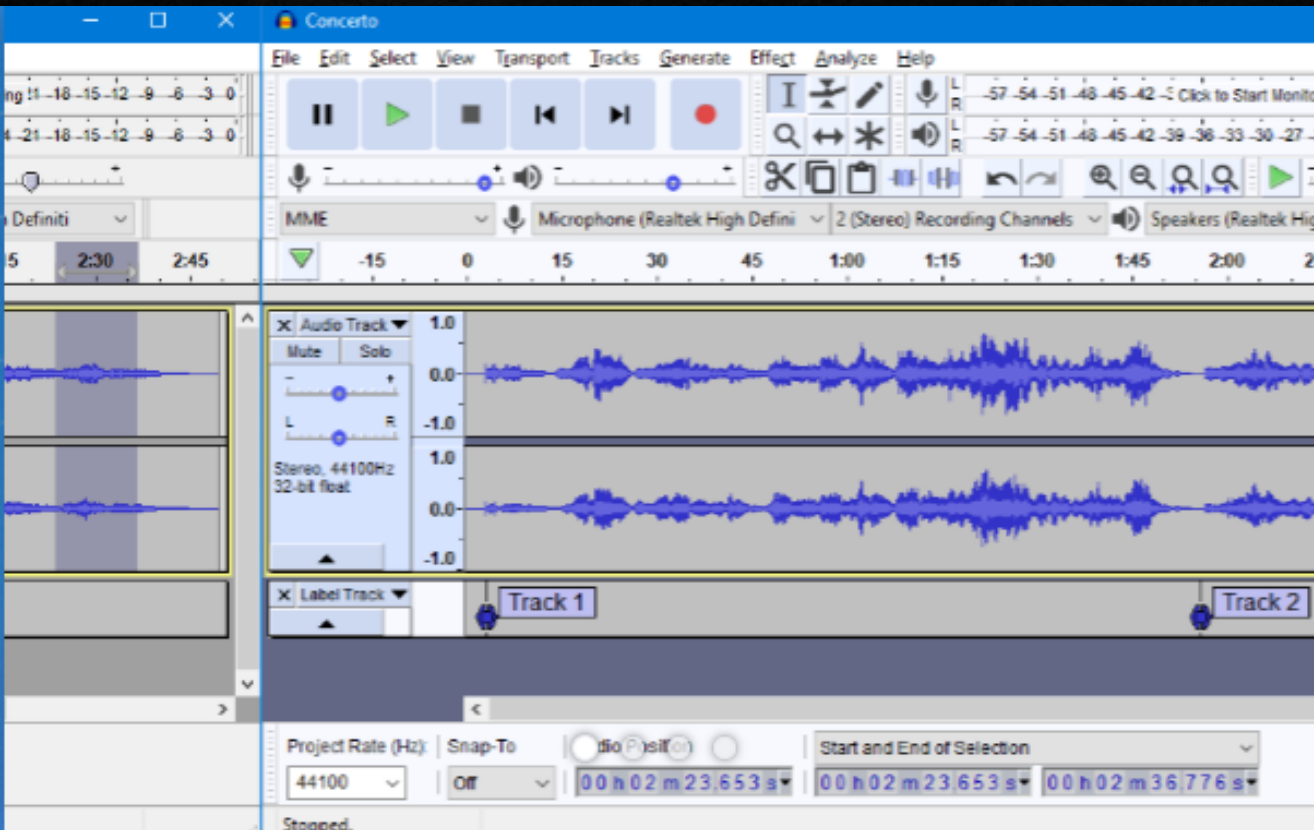 Concerto
File Edit Select View Transport Tracks Generate Effect Analyze Help
-18 -15 -12 -9 -6 -3 0
L
R
-57 -54 -51 -48 -45 -42 Click to Start
-21 -18 -15 -12 -9 -6 -3 0
L
R
-57 -54 -51 -48 -45 -42 -39 -36 -33 -30 -27
- + - +
Definiti
MME
Microphone (Realtek High Defini
2 (Stereo) Recording Channels
Speakers (Realtek
2:30 2:45
-15 0 15 30 45 1:00 1:15 1:30 1:45 2:00
X Audio Track
Mute Solo
- +
L R
Stereo, 44100Hz
32-bit float
1.0
0.0
-1.0
1.0
0.0
-1.0
X Label Track
Track 1
Track 2
Project Rate (Hz): Snap-To
Start and End of Selection
44100
Off
00 h 02 m 23.653 s
00 h 02 m 23.653 s
00 h 02 m 36.776 s
Stopped.